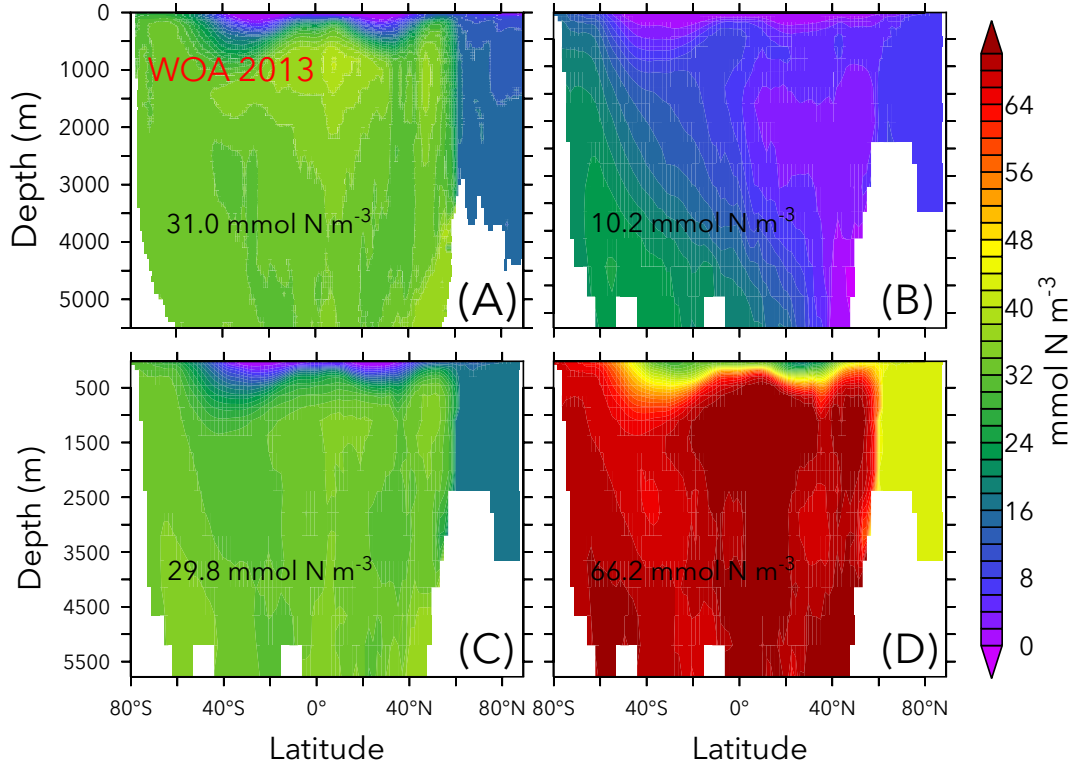 0
1000
2000
3000
4000
5000
Depth (m)
WOA 2013
31.0 mmol N m⁻³
(A)
10.2 mmol N m⁻³
(B)
500
1500
2500
3500
4500
5500
Depth (m)
29.8 mmol N m⁻³
(C)
66.2 mmol N m⁻³
(D)
80°S 40°S 0° 40°N 80°N
80°S 40°S 0° 40°N 80°N
Latitude
Latitude
64
56
48
40
32
24
16
8
0
mmol N m⁻³